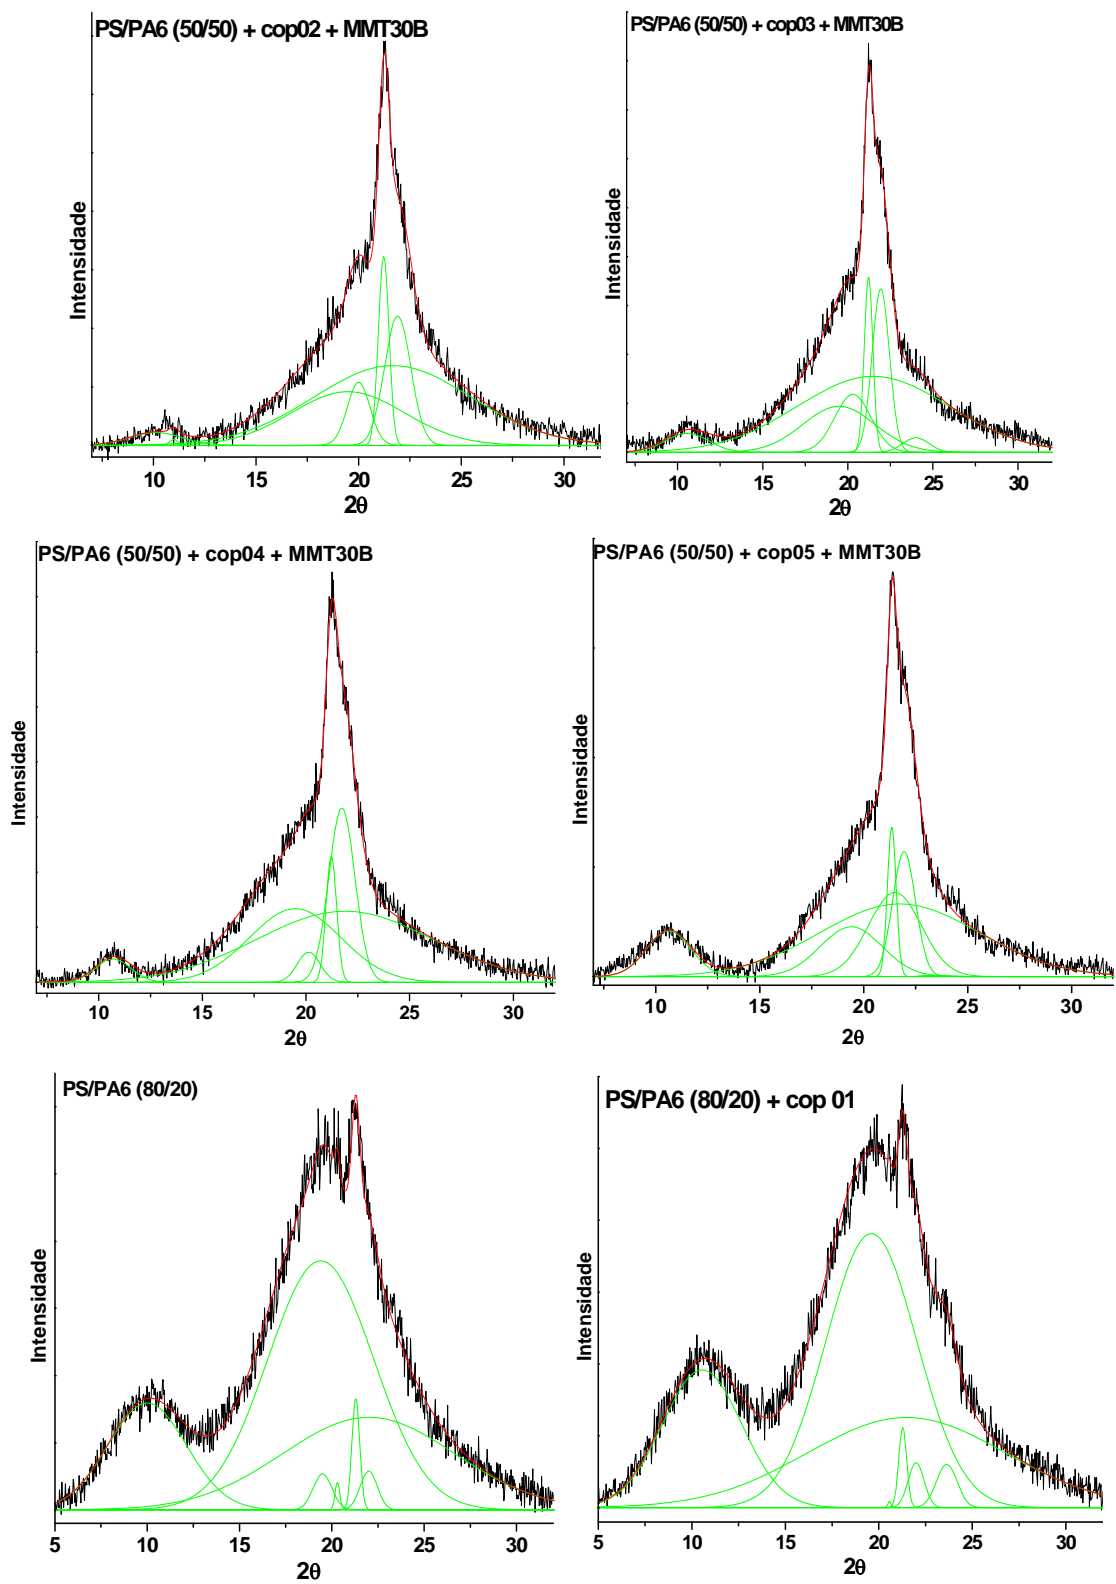 PS/PA6 (50/50) + cop02 + MMT30B
Intensidade
10 15 20 25 30
2θ
PS/PA6 (50/50) + cop03 + MMT30B
Intensidade
10 15 20 25 30
2θ
PS/PA6 (50/50) + cop04 + MMT30B
Intensidade
10 15 20 25 30
2θ
PS/PA6 (50/50) + cop05 + MMT30B
Intensidade
10 15 20 25 30
2θ
PS/PA6 (80/20)
Intensidade
5 10 15 20 25 30
2θ
PS/PA6 (80/20) + cop 01
Intensidade
5 10 15 20 25 30
2θ